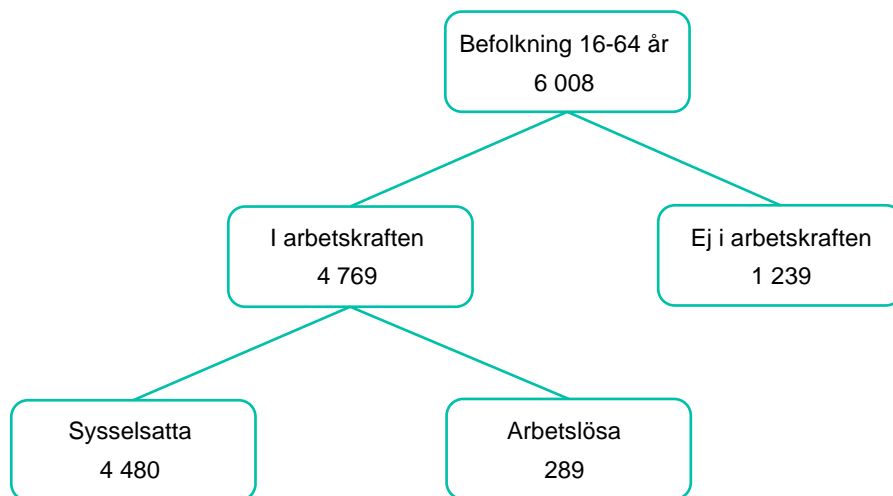 Befolkning 16-64 år
6 008
I arbetskraften
4 769
Ej i arbetskraften
1 239
Sysselsatta
4 480
Arbetslösa
289